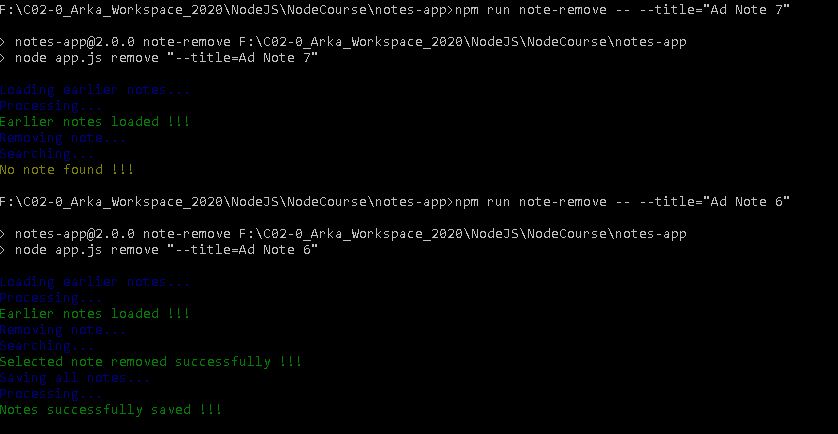 F:\C02-0_Arka_Workspace_2020\NodeJS\NodeCourse\notes-app>npm run note-remove -- --title="Ad Note 7"
> notes-app@2.0.0 note-remove F:\C02-0_Arka_Workspace_2020\NodeJS\NodeCourse\notes-app
> node app.js remove "--title=Ad Note 7"
Loading earlier notes...
Processing...
Earlier notes loaded !!!
Removing note...
Searching...
No note found !!!
F:\C02-0_Arka_Workspace_2020\NodeJS\NodeCourse\notes-app>npm run note-remove -- --title="Ad Note 6"
> notes-app@2.0.0 note-remove F:\C02-0_Arka_Workspace_2020\NodeJS\NodeCourse\notes-app
> node app.js remove "--title=Ad Note 6"
Loading earlier notes...
Processing...
Earlier notes loaded !!!
Removing note...
Searching...
Selected note removed successfully !!!
Saving all notes...
Processing...
Notes successfully saved !!!